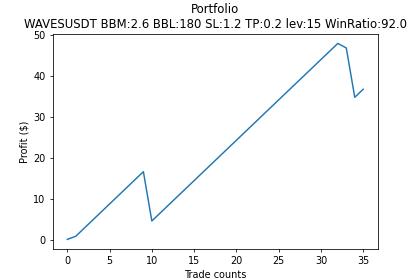 Portfolio
WAVESUSDT BBM:2.6 BBL:180 SL:1.2 TP:0.2 lev:15 WinRatio:92.0
Profit ($)
50
40
30
20
10
0
0 5 10 15 20 25 30 35
Trade counts